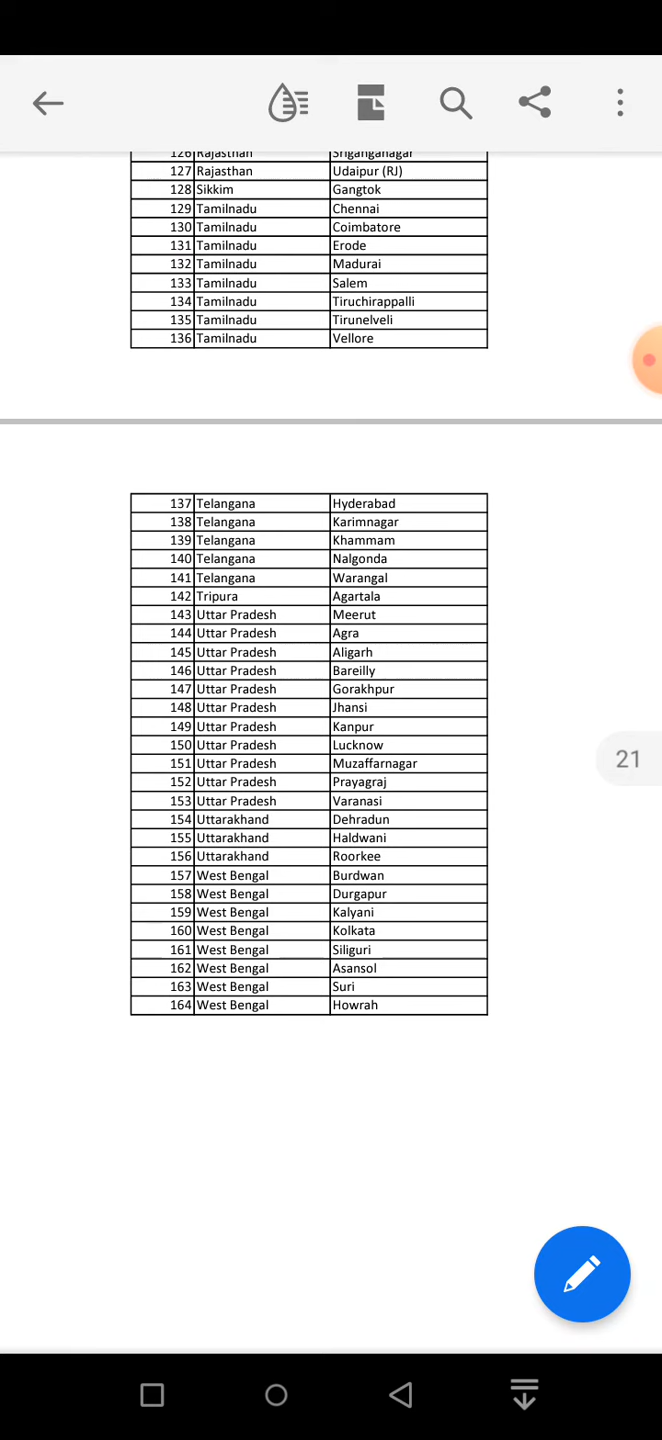 126 Rajasthan Sriganganagar
127 Rajasthan Udaipur (RJ)
128 Sikkim Gangtok
129 Tamilnadu Chennai
130 Tamilnadu Coimbatore
131 Tamilnadu Erode
132 Tamilnadu Madurai
133 Tamilnadu Salem
134 Tamilnadu Tiruchirappalli
135 Tamilnadu Tirunelveli
136 Tamilnadu Vellore
137 Telangana Hyderabad
138 Telangana Karimnagar
139 Telangana Khammam
140 Telangana Nalgonda
141 Telangana Warangal
142 Tripura Agartala
143 Uttar Pradesh Meerut
144 Uttar Pradesh Agra
145 Uttar Pradesh Aligarh
146 Uttar Pradesh Bareilly
147 Uttar Pradesh Gorakhpur
148 Uttar Pradesh Jhansi
149 Uttar Pradesh Kanpur
150 Uttar Pradesh Lucknow
151 Uttar Pradesh Muzaffarnagar
21
152 Uttar Pradesh Prayagraj
153 Uttar Pradesh Varanasi
154 Uttarakhand Dehradun
155 Uttarakhand Haldwani
156 Uttarakhand Roorkee
157 West Bengal Burdwan
158 West Bengal Durgapur
159 West Bengal Kalyani
160 West Bengal Kolkata
161 West Bengal Siliguri
162 West Bengal Asansol
163 West Bengal Suri
164 West Bengal Howrah